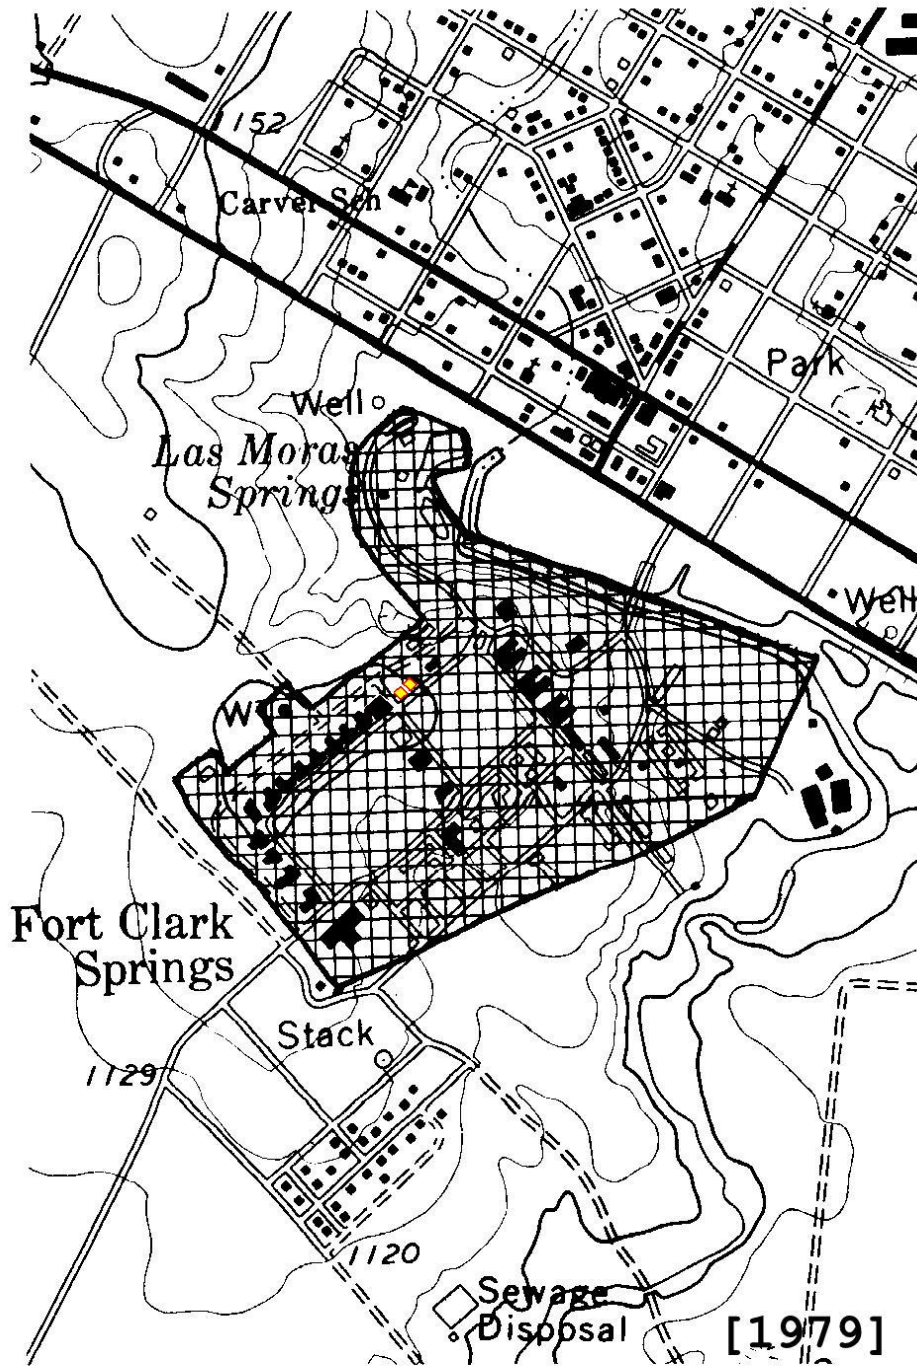 152
Carver Sch
Park
Well
Las Moras
Springs
Well
W
Fort Clark
Springs
Stack
1129
1120
Sewage
Disposal
[1979]